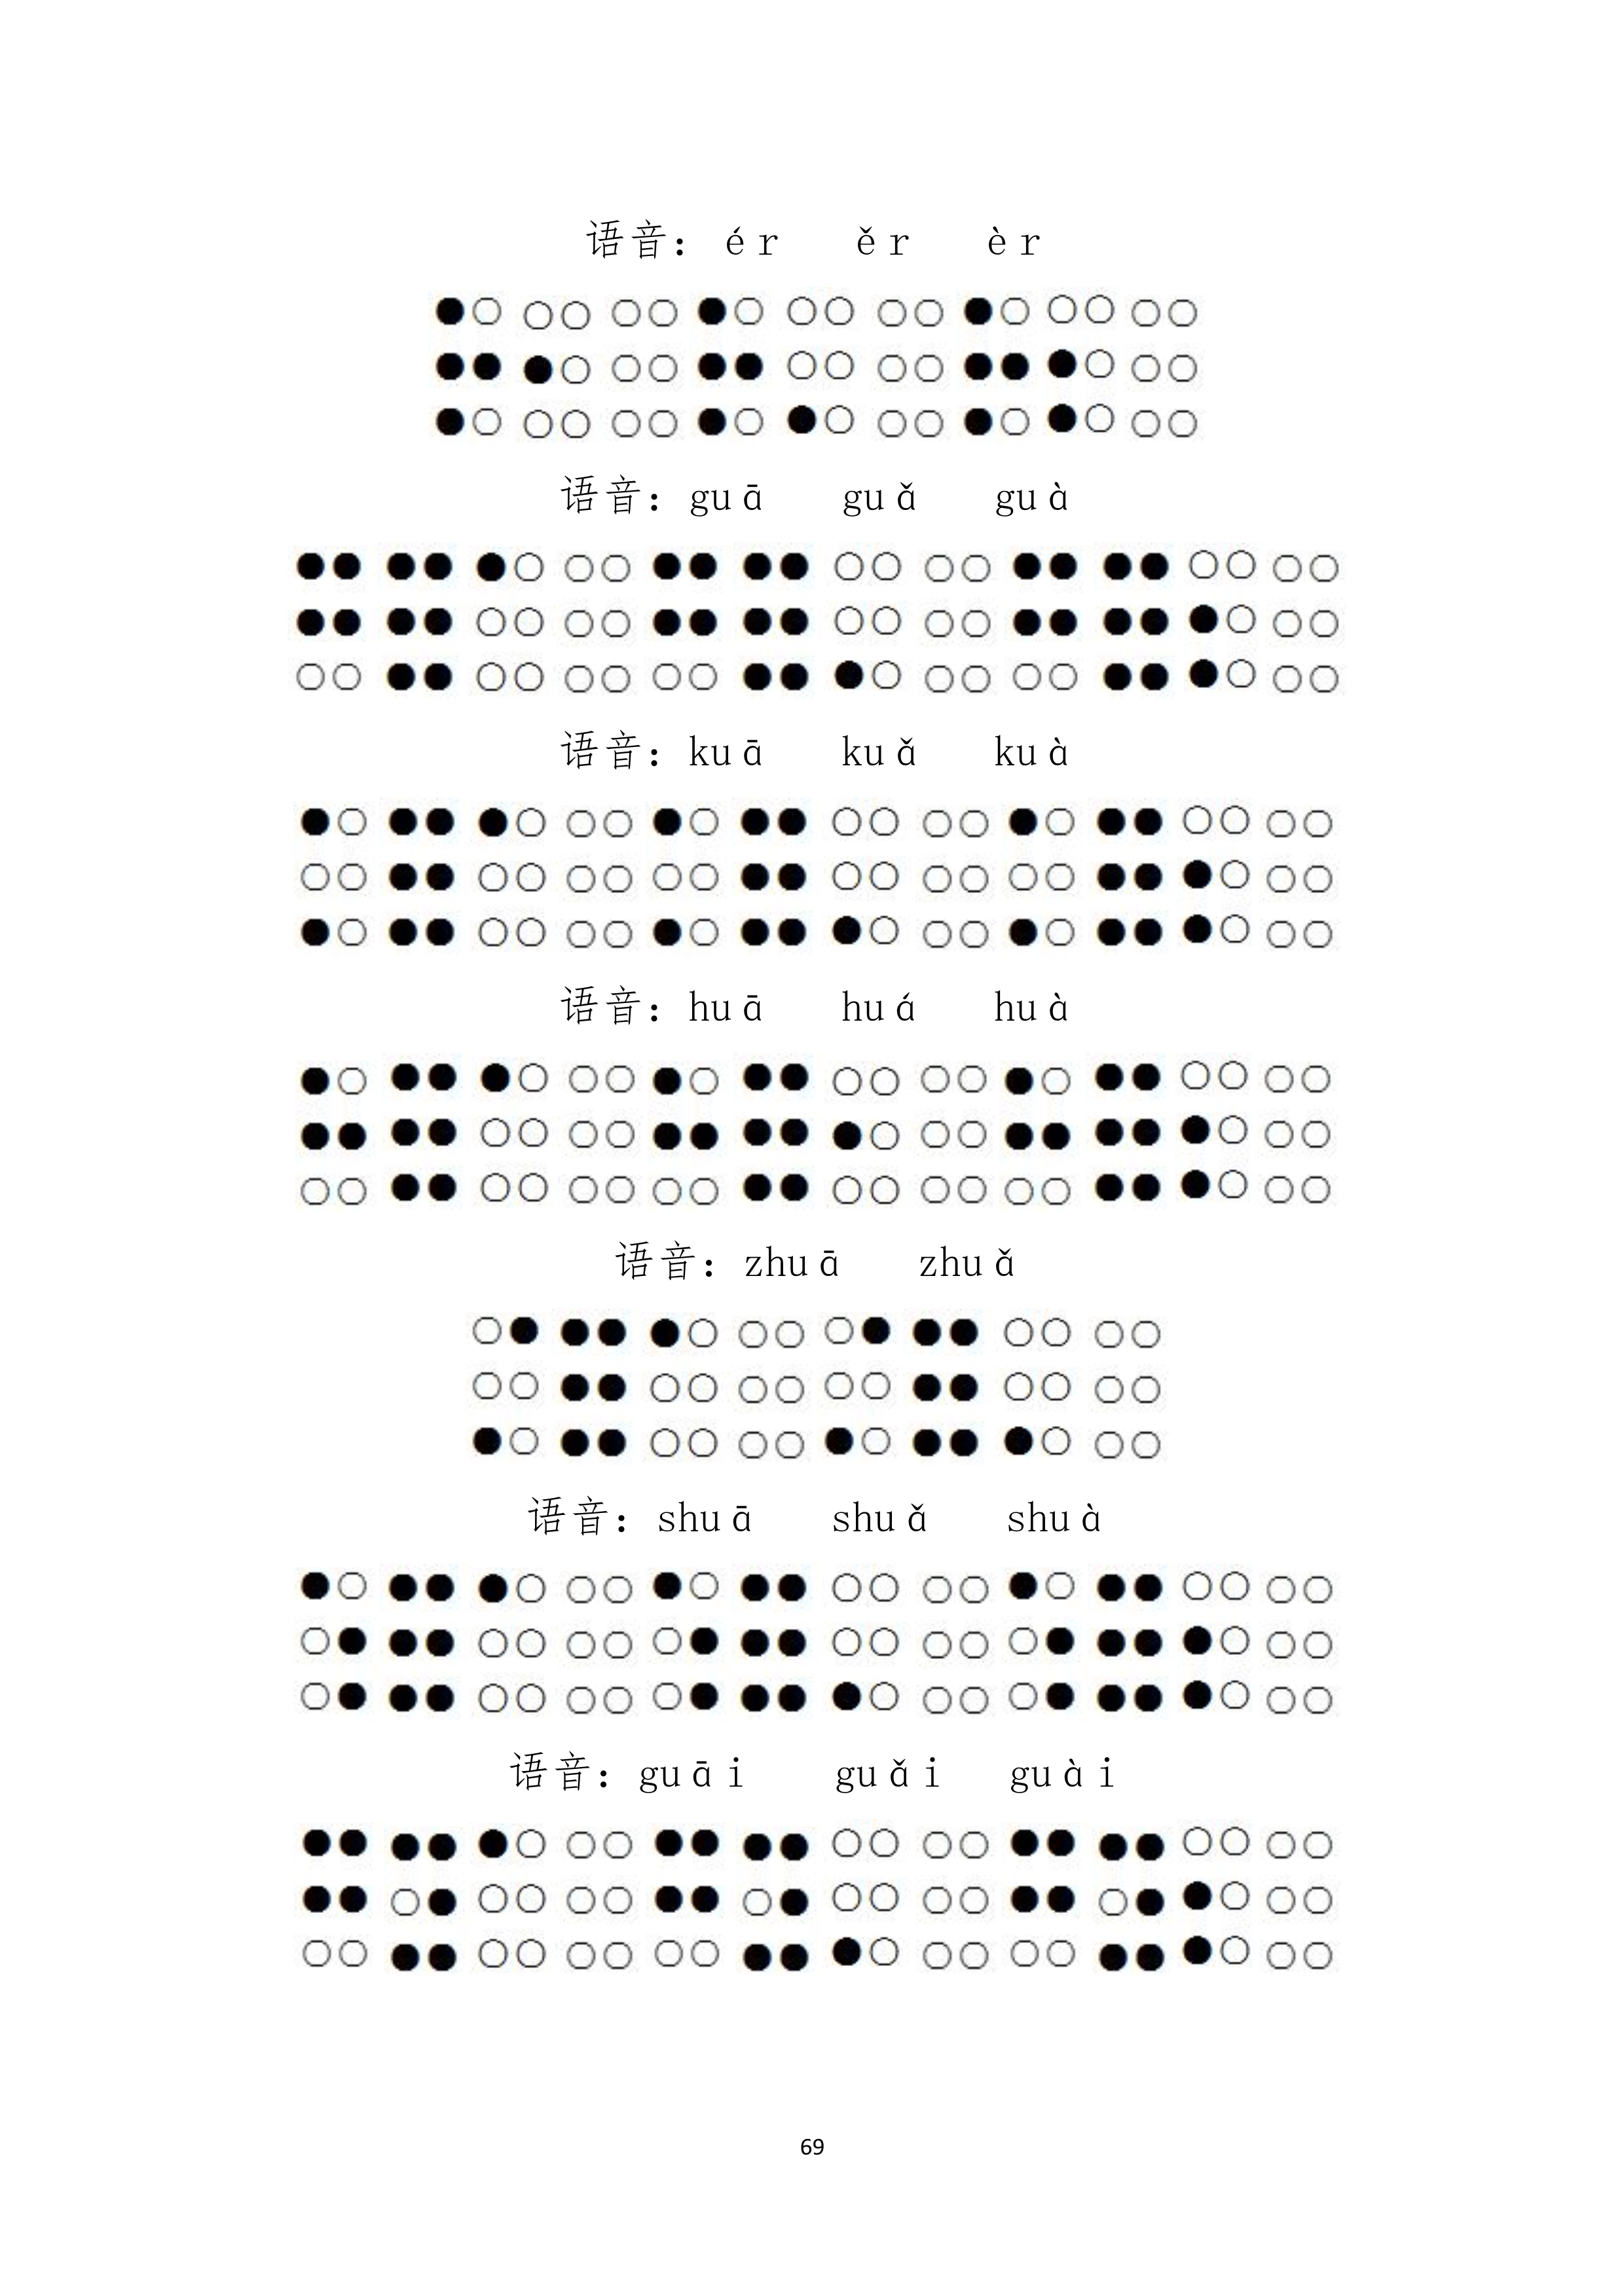 语音：ér ěr èr
⠗⠂⠀⠗⠄⠀⠗⠆⠀
语音：guā guǎ guà
⠛⠿⠁⠀⠛⠿⠄⠀⠛⠿⠆⠀
语音：kuā kuǎ kuà
⠅⠿⠁⠀⠅⠿⠄⠀⠅⠿⠆⠀
语音：huā huá huà
⠓⠿⠁⠀⠓⠿⠂⠀⠓⠿⠆⠀
语音：zhuā zhuǎ
⠌⠿⠁⠀⠌⠿⠄⠀
语音：shuā shuǎ shuà
⠱⠿⠁⠀⠱⠿⠄⠀⠱⠿⠆⠀
语音：guāi guǎi guài
⠛⠽⠁⠀⠛⠽⠄⠀⠛⠽⠆⠀
69